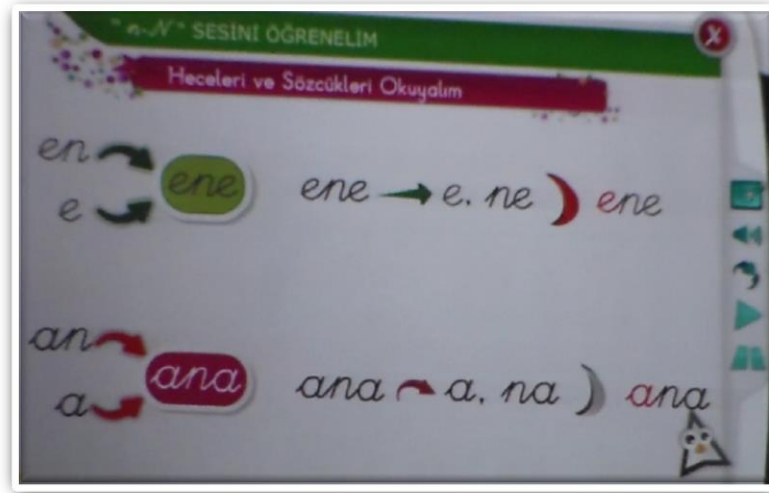 "n-N" SESİNİ ÖĞRENELİM
X
Heceleri ve Sözcükleri Okuyalım
en
e
ene
ene e. ne ene
an
a
ana
ana a. na ana